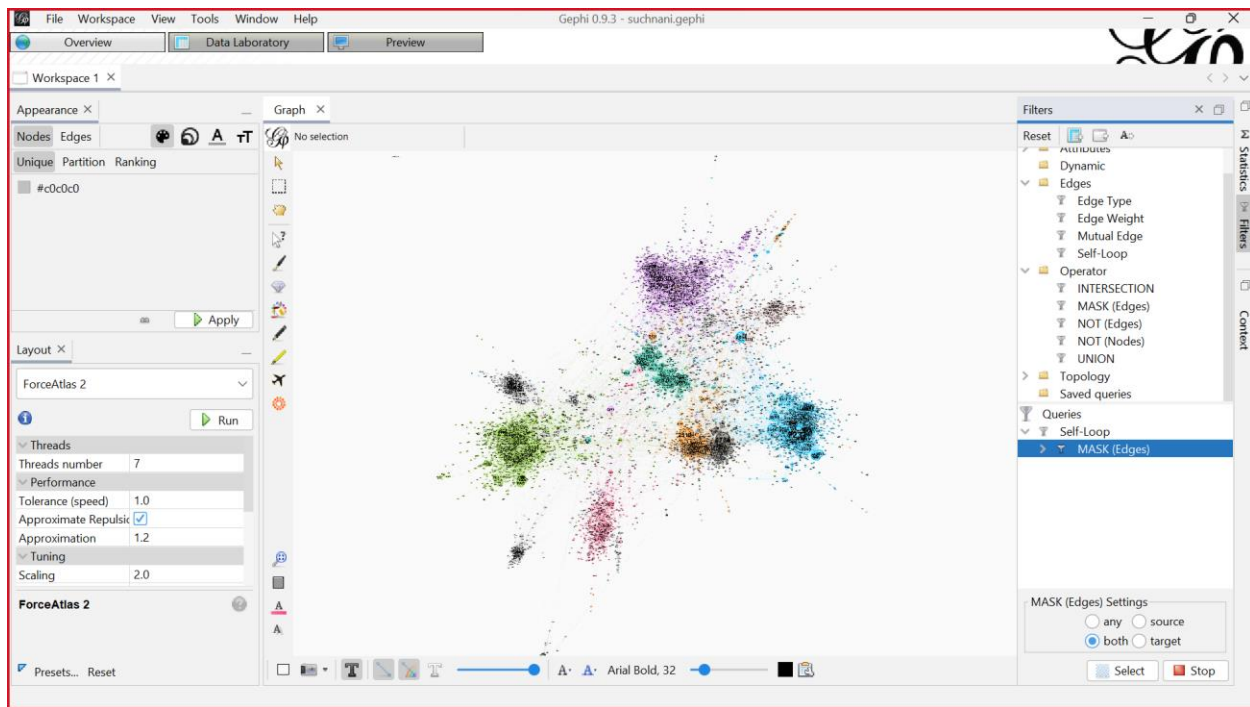 File Workspace View Tools Window Help
Gephi 0.9.3 - suchnani.gephi
Overview Data Laboratory Preview
Workspace 1
Appearance
Nodes Edges
Unique Partition Ranking
#c0c0c0
Apply
Layout
ForceAtlas 2
Run
Threads
Threads number 7
Performance
Tolerance (speed) 1.0
Approximate Repulsic
Approximation 1.2
Tuning
Scaling 2.0
ForceAtlas 2
Presets... Reset
Graph
No selection
Arial Bold, 32
Filters
Reset
Attributes
Dynamic
Edges
Edge Type
Edge Weight
Mutual Edge
Self-Loop
Operator
INTERSECTION
MASK (Edges)
NOT (Edges)
NOT (Nodes)
UNION
Topology
Saved queries
Queries
Self-Loop
MASK (Edges)
MASK (Edges) Settings
any source
both target
Select Stop
Statistics
Filters
Context